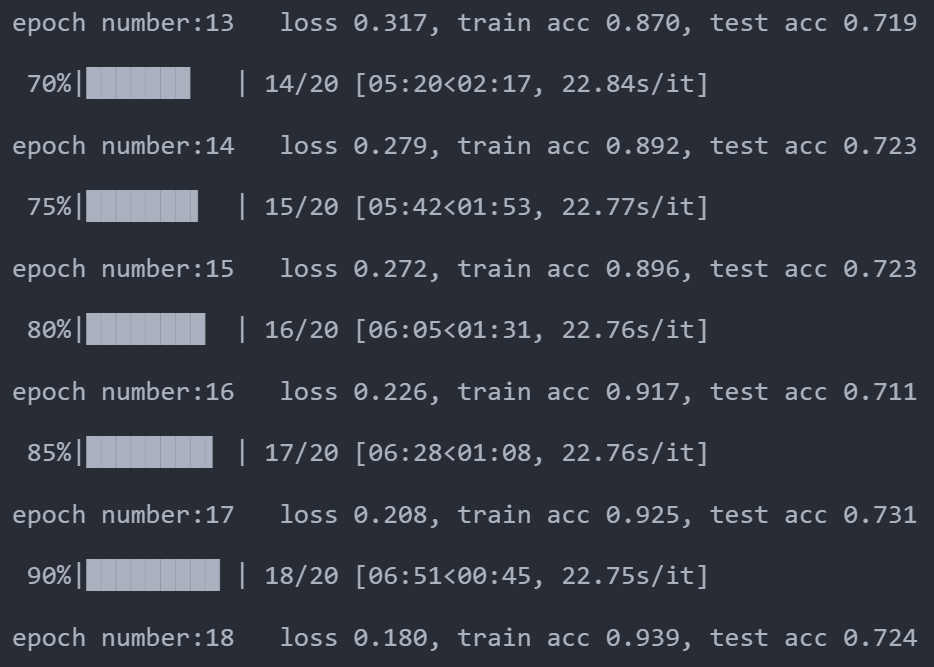 epoch number:13   loss 0.317, train acc 0.870, test acc 0.719
 70%|███████   | 14/20 [05:20<02:17, 22.84s/it]
epoch number:14   loss 0.279, train acc 0.892, test acc 0.723
 75%|███████▌  | 15/20 [05:42<01:53, 22.77s/it]
epoch number:15   loss 0.272, train acc 0.896, test acc 0.723
 80%|████████  | 16/20 [06:05<01:31, 22.76s/it]
epoch number:16   loss 0.226, train acc 0.917, test acc 0.711
 85%|████████▌ | 17/20 [06:28<01:08, 22.76s/it]
epoch number:17   loss 0.208, train acc 0.925, test acc 0.731
 90%|█████████ | 18/20 [06:51<00:45, 22.75s/it]
epoch number:18   loss 0.180, train acc 0.939, test acc 0.724